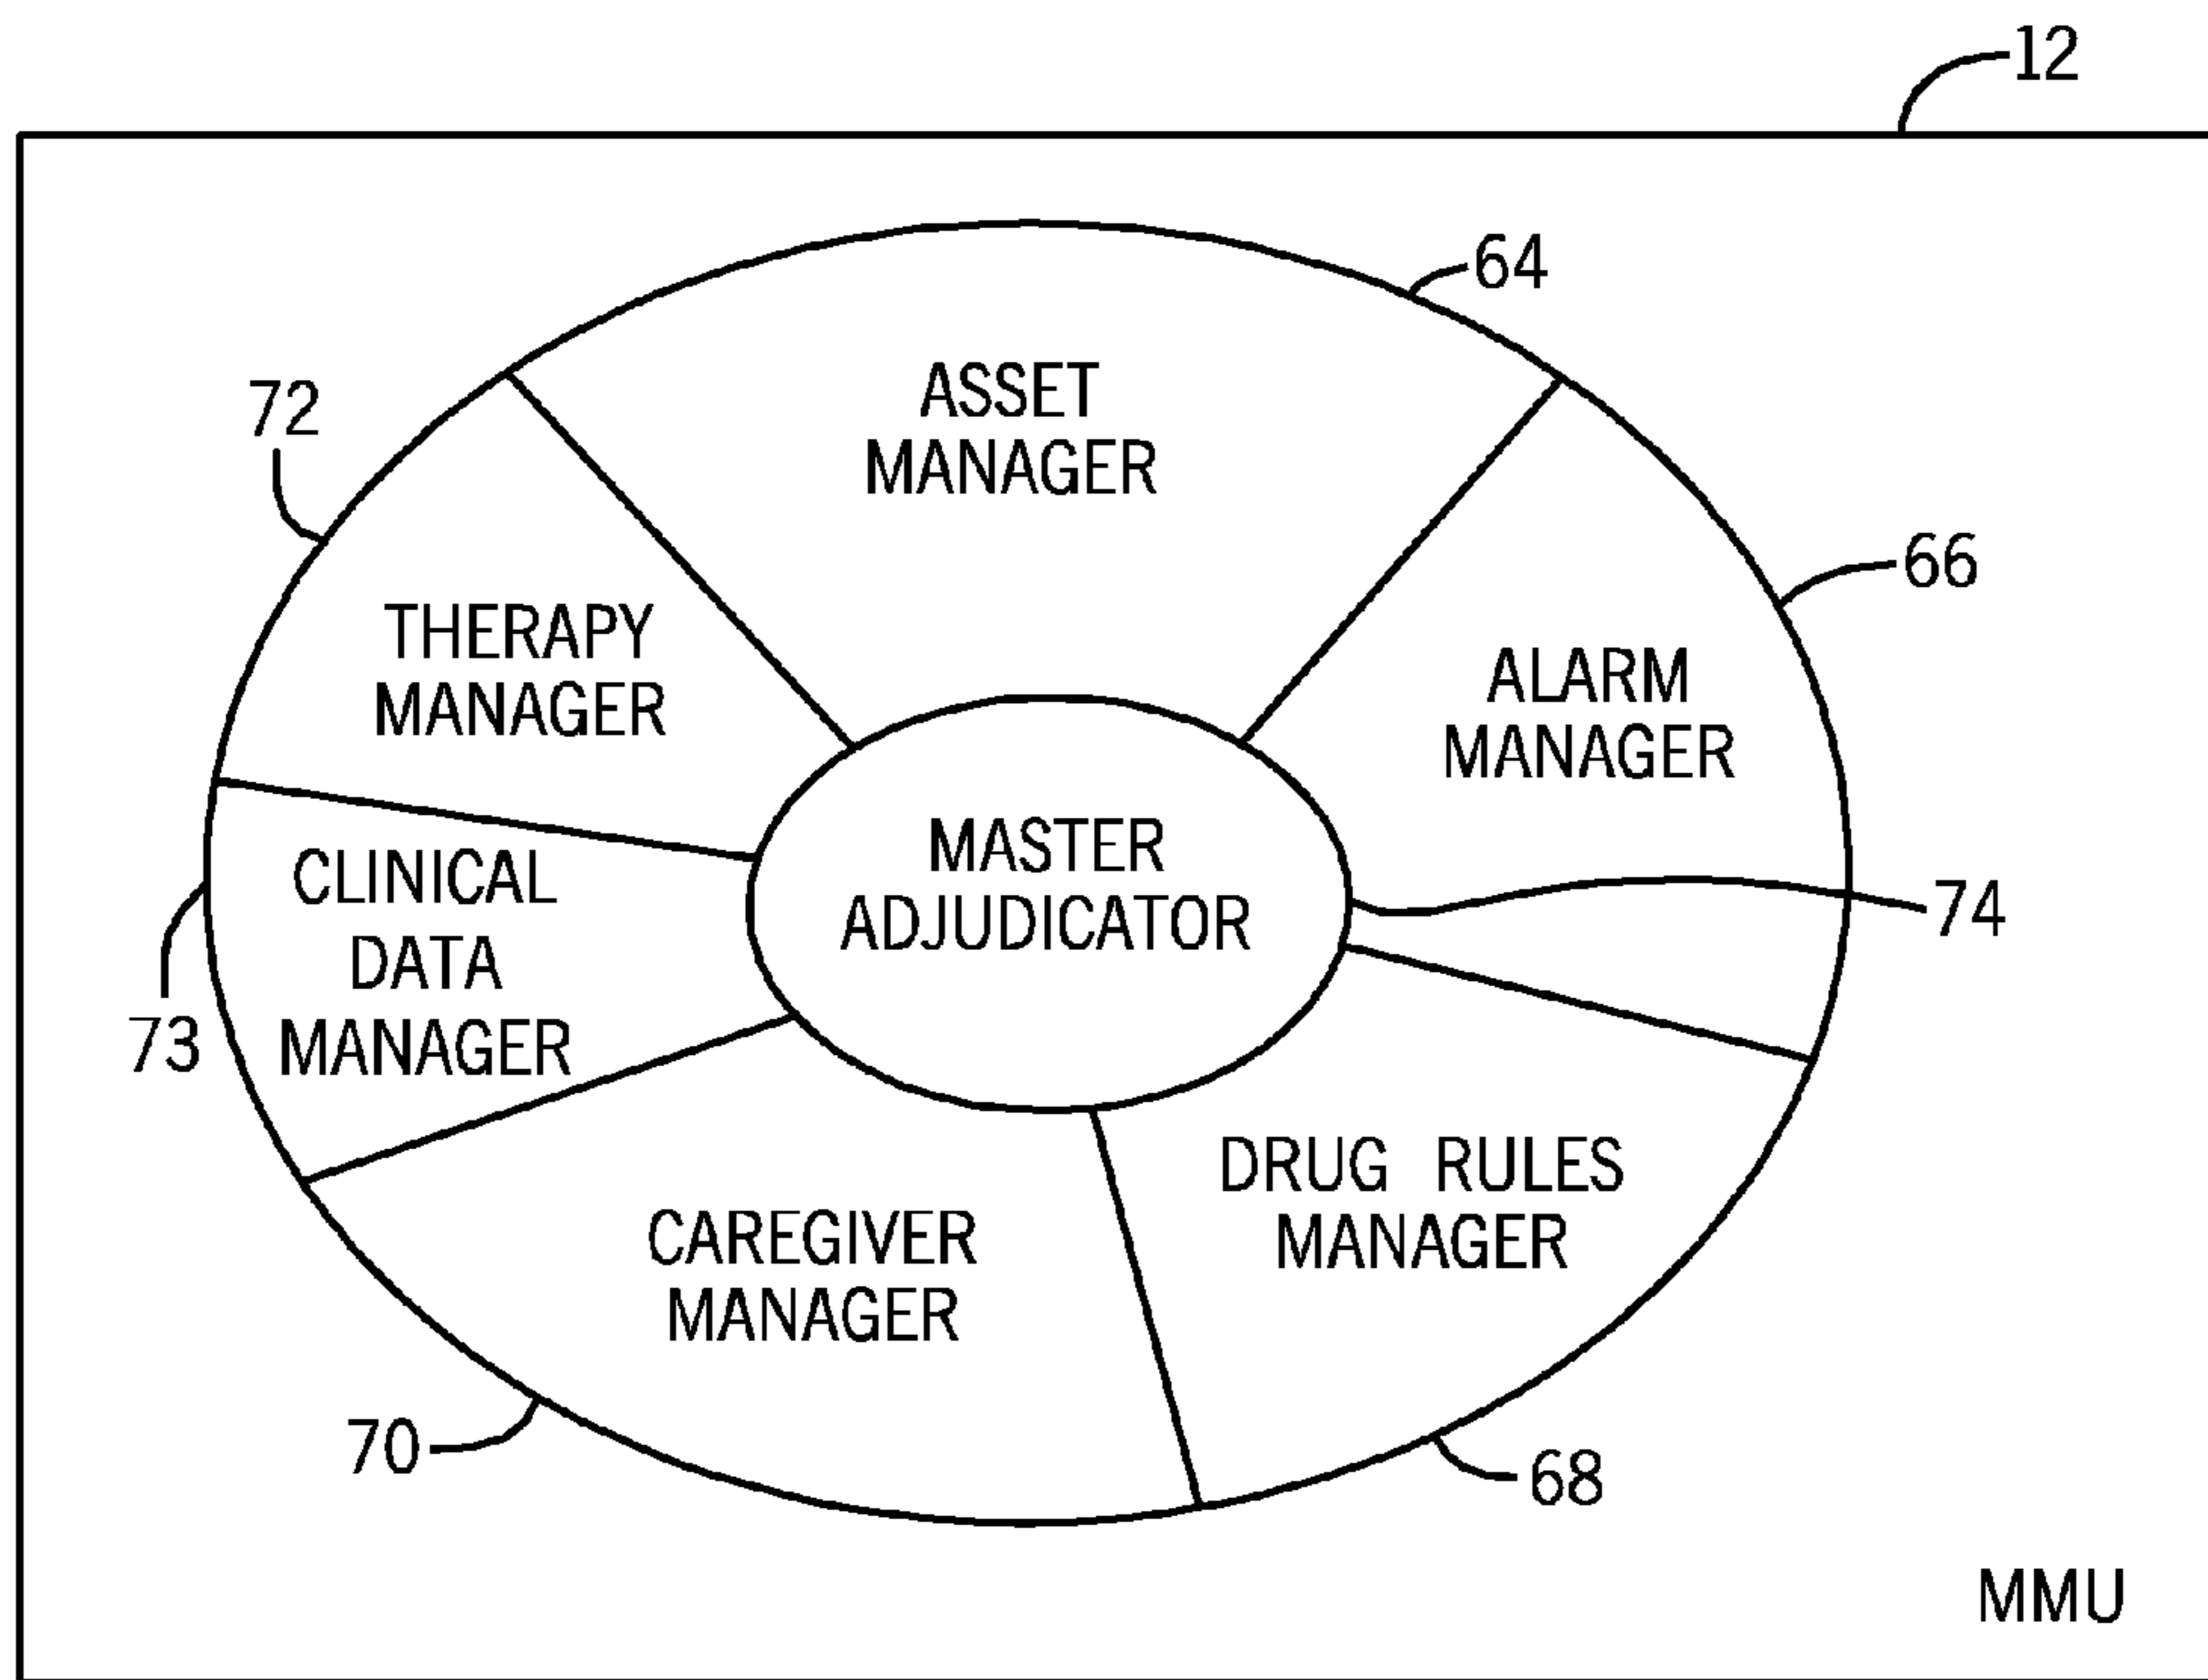 12
64
ASSET
MANAGER
72
66
THERAPY
MANAGER
ALARM
MANAGER
MASTER
ADJUDICATOR
74
CLINICAL
DATA
MANAGER
73
DRUG RULES
MANAGER
CAREGIVER
MANAGER
70
68
MMU